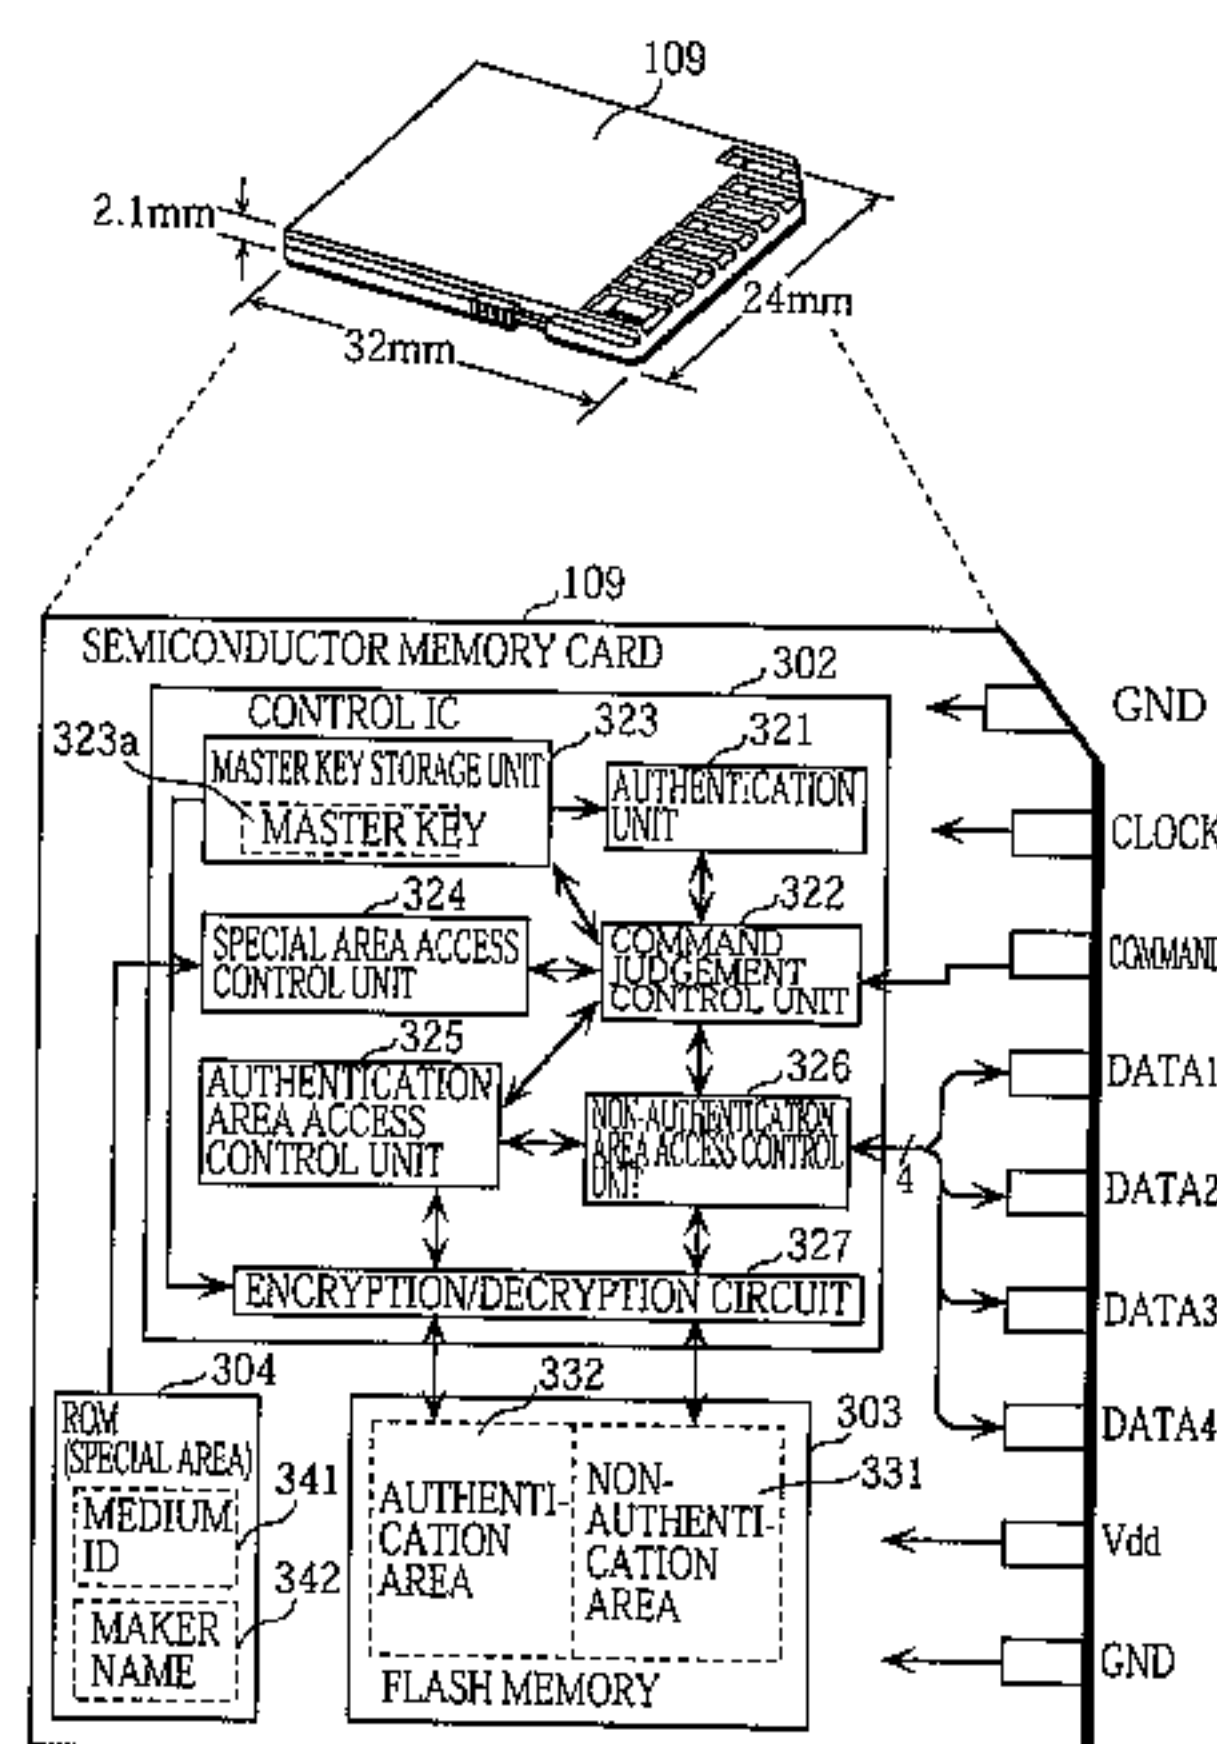 109
2.1mm
24mm
32mm
109
SEMICONDUCTOR MEMORY CARD
302
CONTROL IC
323
GND
323a
321
MASTER KEY STORAGE UNIT
AUTHENTICATION
UNIT
MASTER KEY
CLOCK
324
322
SPECIAL AREA ACCESS
CONTROL UNIT
COMMAND
JUDGEMENT
CONTROL UNIT
COMMAND
325
326
DATA1
AUTHENTICATION
AREA ACCESS
CONTROL UNIT
NON-AUTHENTICATION
AREA ACCESS CONTROL
UNIT
4
DATA2
327
ENCRYPTION/DECRYPTION CIRCUIT
DATA3
304
332
303
ROM
(SPECIAL AREA)
DATA4
341
331
MEDIUM
ID
AUTHENTI-
CATION
AREA
NON-
AUTHENTI-
CATION
AREA
Vdd
342
MAKER
NAME
FLASH MEMORY
GND